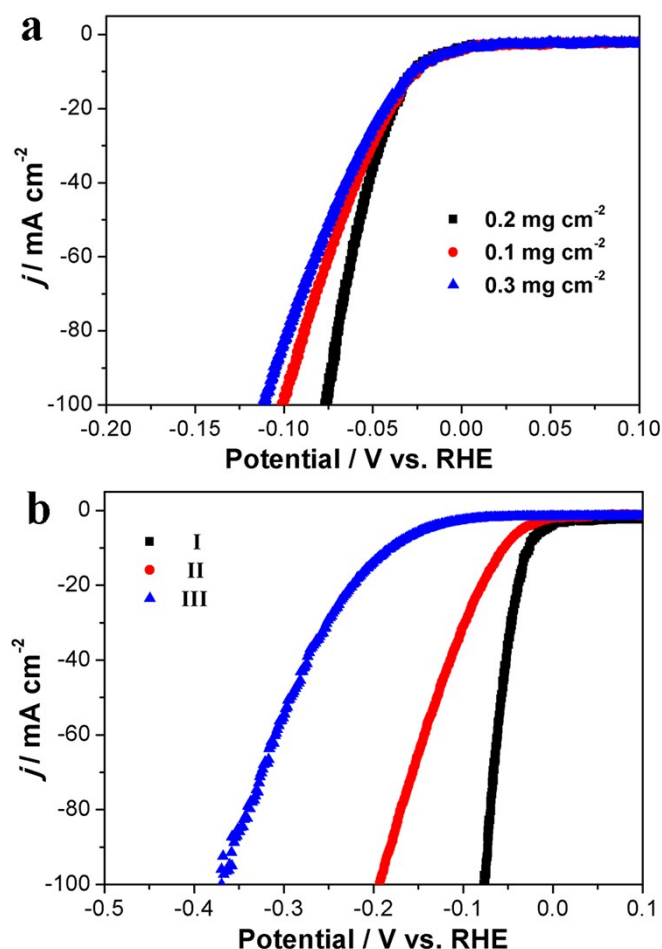 a
0
-20
-40
-60
-80
-100
j / mA cm⁻²
0.2 mg cm⁻²
0.1 mg cm⁻²
0.3 mg cm⁻²
-0.20 -0.15 -0.10 -0.05 0.00 0.05 0.10
Potential / V vs. RHE
b
0
-20
-40
-60
-80
-100
j / mA cm⁻²
I
II
III
-0.5 -0.4 -0.3 -0.2 -0.1 0.0 0.1
Potential / V vs. RHE